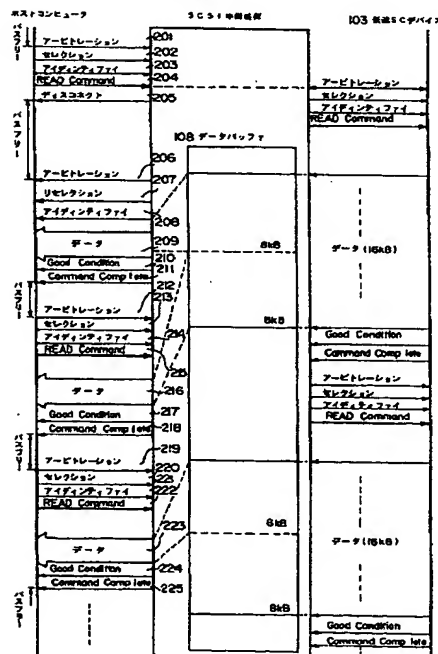 ホストコンピュータ
SCSI中間装置
103 低速SCデバイス
バスフリー
201
アービトレーション
202
セレクション
203
アイディンティファイ
204
READ Command
ディスコネクト
205
アービトレーション
セレクション
アイディンティファイ
READ Command
バスフリー
108 データバッファ
206
アービトレーション
207
リセレクション
アイディンティファイ
208
データ
209
8kB
データ(16kB)
Good Condition
210
Command Complete
211
バスフリー
212
213
アービトレーション
セレクション
アイディンティファイ
214
READ Command
215
8kB
Good Condition
Command Complete
データ
216
Good Condition
217
Command Complete
218
アービトレーション
セレクション
アイディンティファイ
READ Command
バスフリー
219
アービトレーション
220
セレクション
221
アイディンティファイ
222
READ Command
223
データ
データ(16kB)
Good Condition
224
8kB
Command Complete
225
バスフリー
8kB
Good Condition
Command Complete